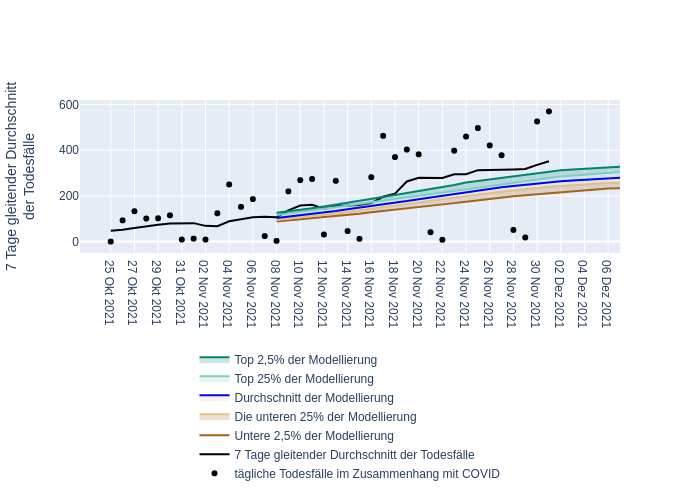 7 Tage gleitender Durchschnitt
der Todesfälle
600
400
200
0
25 Okt 2021
27 Okt 2021
29 Okt 2021
31 Okt 2021
02 Nov 2021
04 Nov 2021
06 Nov 2021
08 Nov 2021
10 Nov 2021
12 Nov 2021
14 Nov 2021
16 Nov 2021
18 Nov 2021
20 Nov 2021
22 Nov 2021
24 Nov 2021
26 Nov 2021
28 Nov 2021
30 Nov 2021
02 Dez 2021
04 Dez 2021
06 Dez 2021
Top 2,5% der Modellierung
Top 25% der Modellierung
Durchschnitt der Modellierung
Die unteren 25% der Modellierung
Untere 2,5% der Modellierung
7 Tage gleitender Durchschnitt der Todesfälle
tägliche Todesfälle im Zusammenhang mit COVID